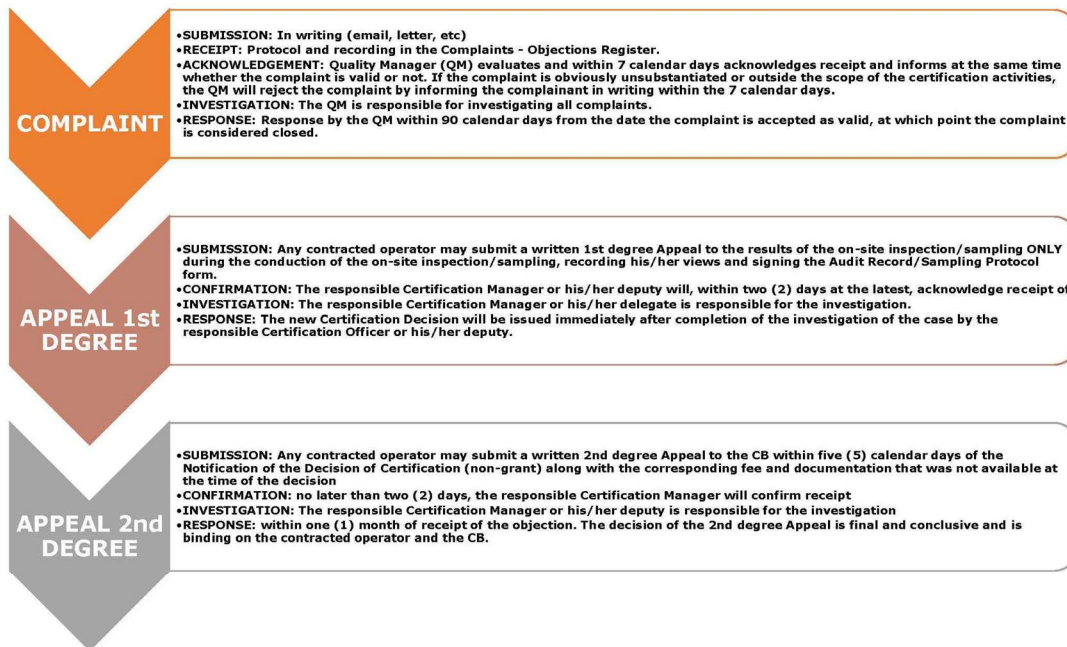 COMPLAINT
•SUBMISSION: In writing (email, letter, etc)
•RECEIPT: Protocol and recording in the Complaints - Objections Register.
•ACKNOWLEDGEMENT: Quality Manager (QM) evaluates and within 7 calendar days acknowledges receipt and informs at the same time
whether the complaint is valid or not. If the complaint is obviously unsubstantiated or outside the scope of the certification activities,
the QM will reject the complaint by informing the complainant in writing within the 7 calendar days.
•INVESTIGATION: The QM is responsible for investigating all complaints.
•RESPONSE: Response by the QM within 90 calendar days from the date the complaint is accepted as valid, at which point the complaint
is considered closed.
APPEAL 1st
DEGREE
•SUBMISSION: Any contracted operator may submit a written 1st degree Appeal to the results of the on-site inspection/sampling ONLY
during the conduction of the on-site inspection/sampling, recording his/her views and signing the Audit Record/Sampling Protocol
form.
•CONFIRMATION: The responsible Certification Manager or his/her deputy will, within two (2) days at the latest, acknowledge receipt of
•INVESTIGATION: The responsible Certification Manager or his/her delegate is responsible for the investigation.
•RESPONSE: The new Certification Decision will be issued immediately after completion of the investigation of the case by the
responsible Certification Officer or his/her deputy.
APPEAL 2nd
DEGREE
•SUBMISSION: Any contracted operator may submit a written 2nd degree Appeal to the CB within five (5) calendar days of the
Notification of the Decision of Certification (non-grant) along with the corresponding fee and documentation that was not available at
the time of the decision
•CONFIRMATION: no later than two (2) days, the responsible Certification Manager will confirm receipt
•INVESTIGATION: The responsible Certification Manager or his/her deputy is responsible for the investigation
•RESPONSE: within one (1) month of receipt of the objection. The decision of the 2nd degree Appeal is final and conclusive and is
binding on the contracted operator and the CB.